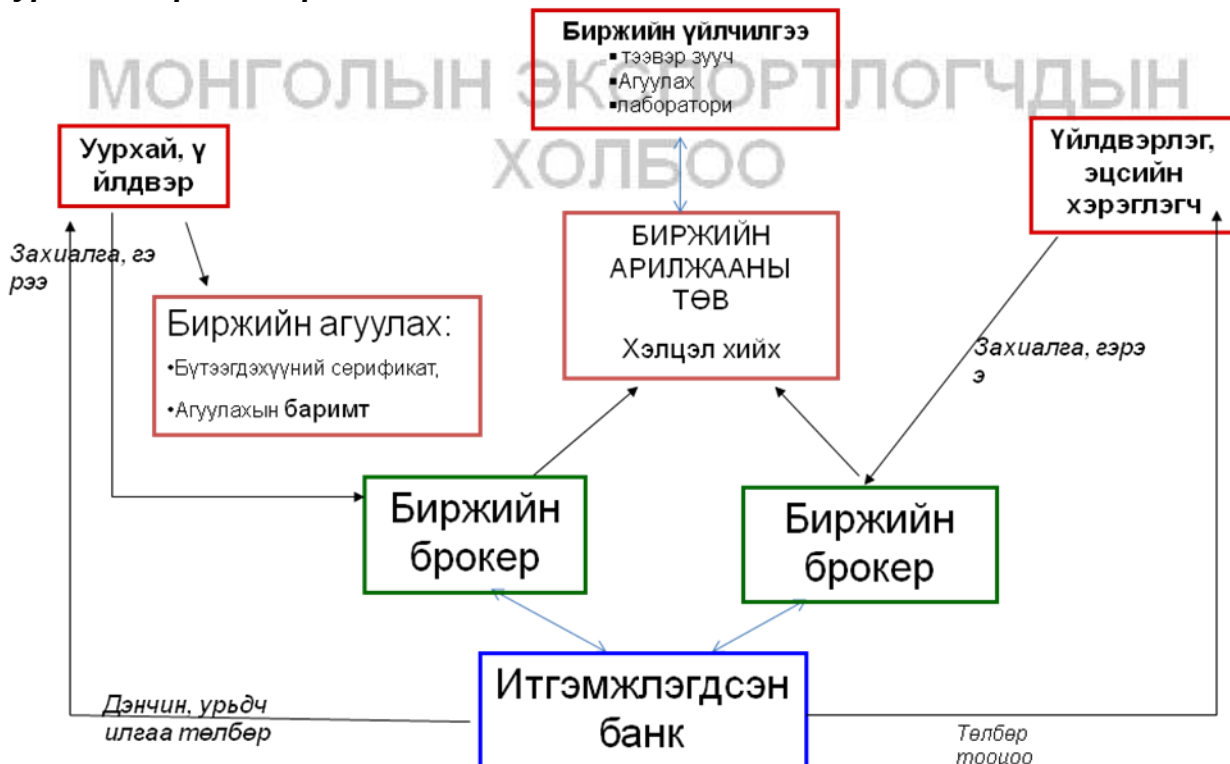 Биржийн үйлчилгээ
▪тээвэр зууч
▪Агуулах
▪лаборатори
МОНГОЛЫН ЭКСПОРТЛОГЧДЫН
ХОЛБОО
Уурхай, ү
йлдвэр
Үйлдвэрлэг,
эцсийн
хэрэглэгч
Захиалга, гэ
рээ
БИРЖИЙН
АРИЛЖААНЫ
ТӨВ
Хэлцэл хийх
Биржийн агуулах:
•Бүтээгдэхүүний серификат,
•Агуулахын баримт
Захиалга, гэрэ
э
Биржийн
брокер
Биржийн
брокер
Итгэмжлэгдсэн
банк
Дэнчин, урьдч
илгаа төлбөр
Төлбөр
тооцоо